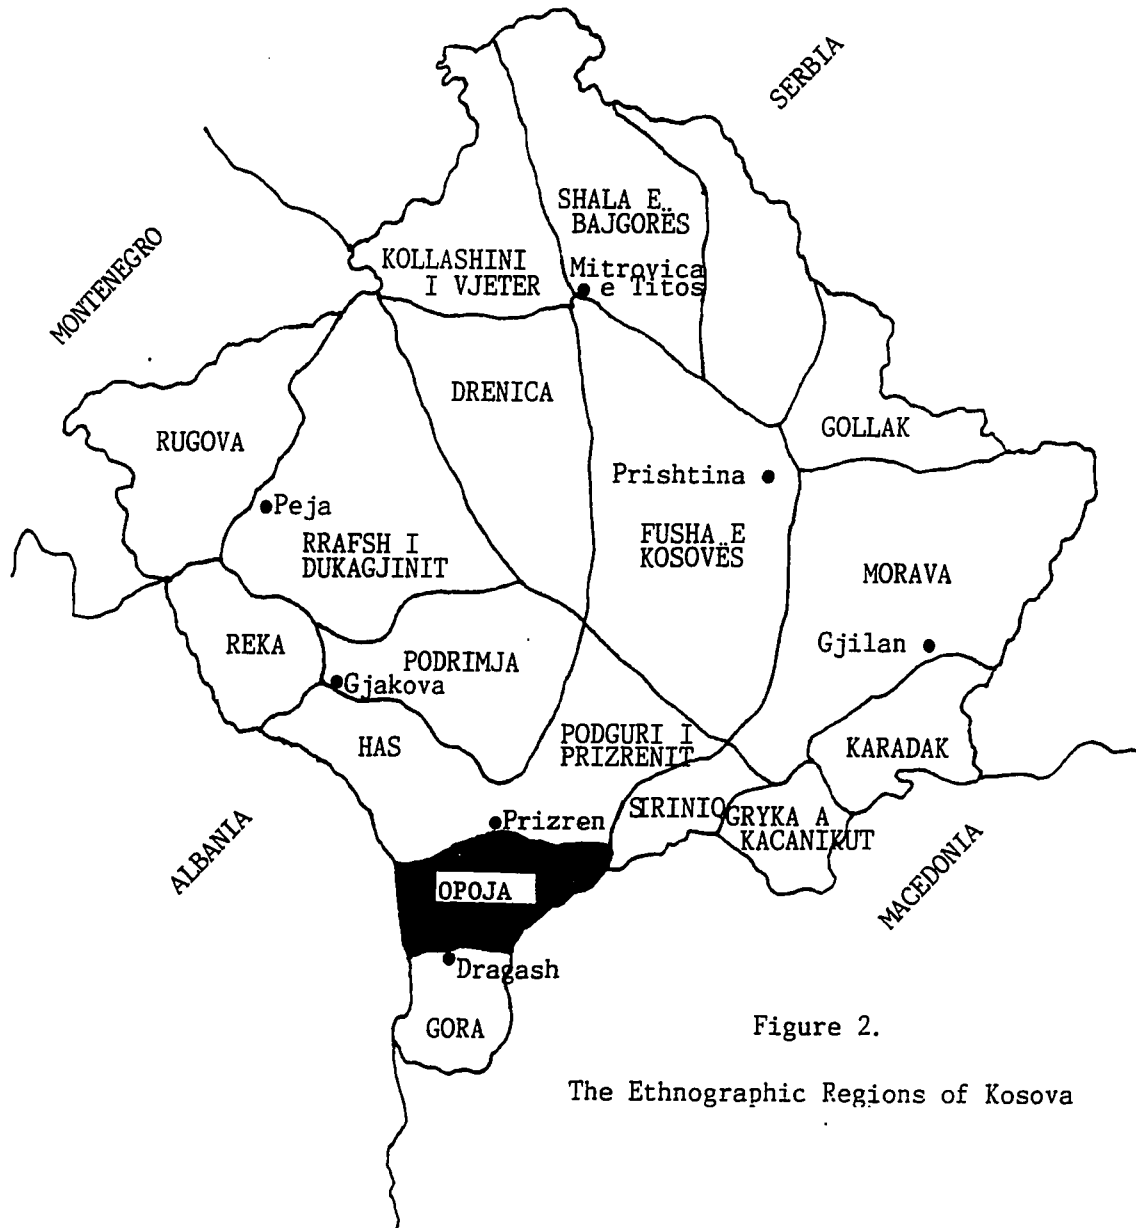 SERBIA
MONTENEGRO
SHALA E
BAJGORËS
KOLLASHINI
I VJETER
Mitrovica
e Titos
DRENICA
RUGOVA
GOLLAK
Prishtina
Peja
RRAFSH I
DUKAGJINIT
FUSHA E
KOSOVËS
MORAVA
REKA
PODRIMJA
Gjakova
Gjilan
HAS
PODGURI I
PRIZRENIT
KARADAK
SIRINIQ
GRYKA A
KACANIKUT
Prizren
ALBANIA
MACEDONIA
OPOJA
Dragash
GORA
Figure 2.
The Ethnographic Regions of Kosova